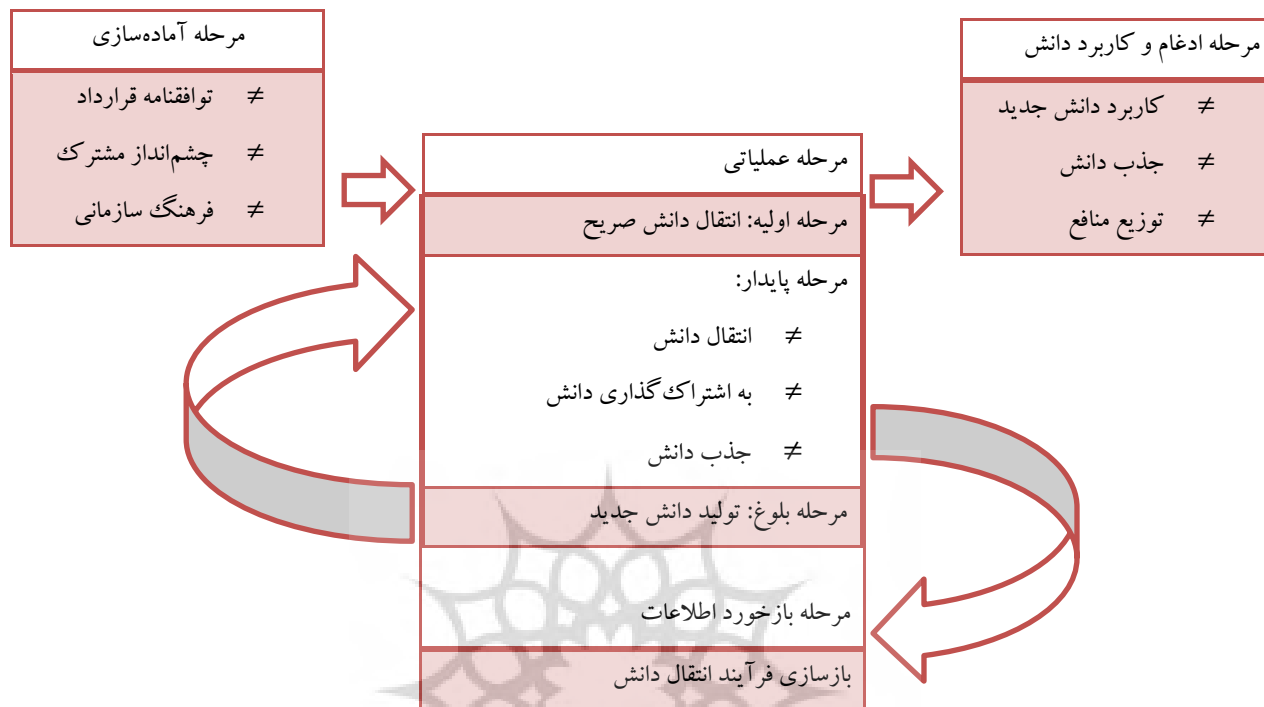 مرحله آماده‌سازی
≠ توافقنامه قرارداد
≠ چشم‌انداز مشترک
≠ فرهنگ سازمانی
مرحله عملیاتی
مرحله اولیه: انتقال دانش صریح
مرحله پایدار:
≠ انتقال دانش
≠ به اشتراک‌گذاری دانش
≠ جذب دانش
مرحله بلوغ: تولید دانش جدید
مرحله بازخورد اطلاعات
بازسازی فرآیند انتقال دانش
مرحله ادغام و کاربرد دانش
≠ کاربرد دانش جدید
≠ جذب دانش
≠ توزیع منافع